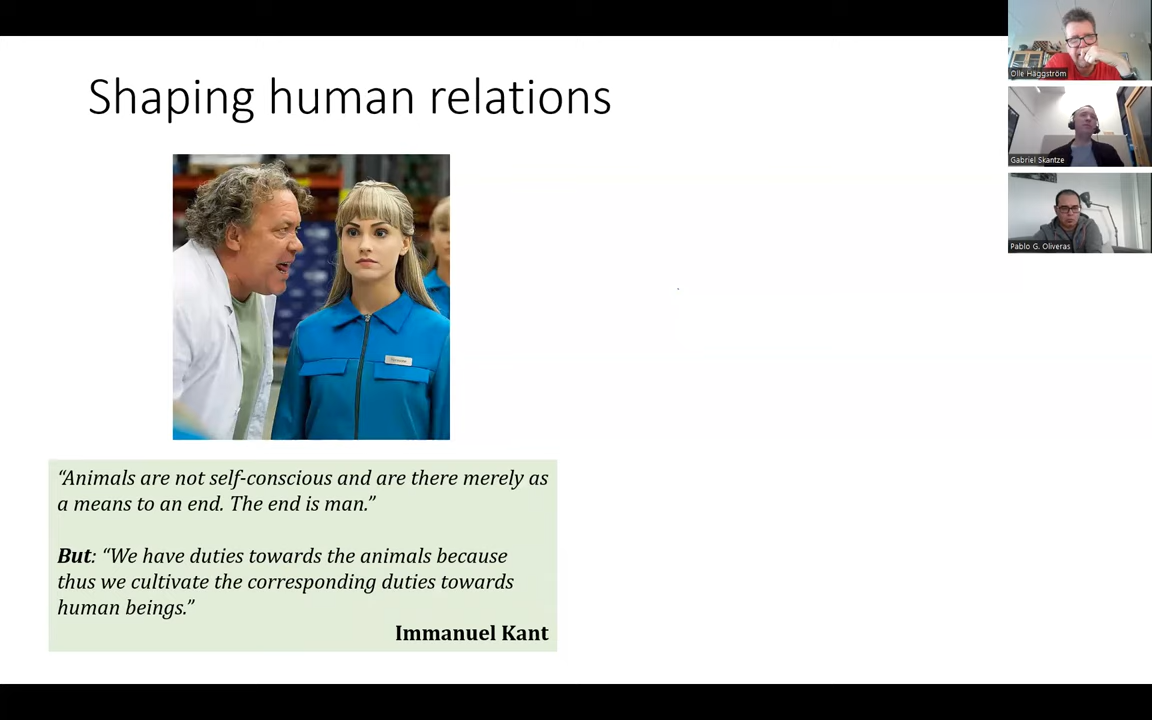 Shaping human relations
“Animals are not self-conscious and are there merely as
a means to an end. The end is man.”
But: “We have duties towards the animals because
thus we cultivate the corresponding duties towards
human beings.”
Immanuel Kant
Olle Häggström
Gabriel Skantze
Pablo G. Oliveras